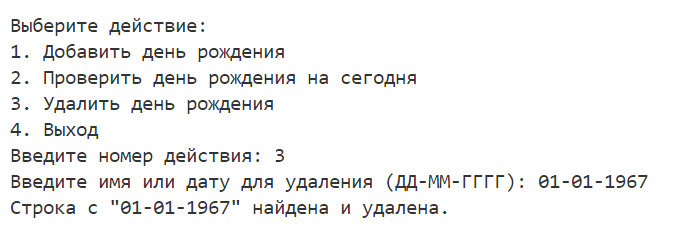 Выберите действие:
1. Добавить день рождения
2. Проверить день рождения на сегодня
3. Удалить день рождения
4. Выход
Введите номер действия: 3
Введите имя или дату для удаления (ДД-ММ-ГГГГ): 01-01-1967
Строка с "01-01-1967" найдена и удалена.